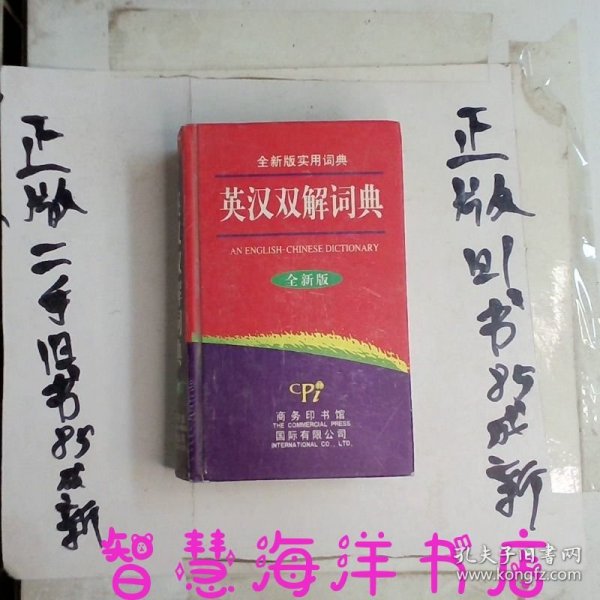 正版二手旧书85成新
全新版实用词典
英汉双解词典
AN ENGLISH-CHINESE DICTIONARY
全新版
CPi
商务印书馆
THE COMMERCIAL PRESS
国际有限公司
INTERNATIONAL CO., LTD.
正版旧书85成新
智慧海洋书店
孔夫子旧书网
www.kongfz.com